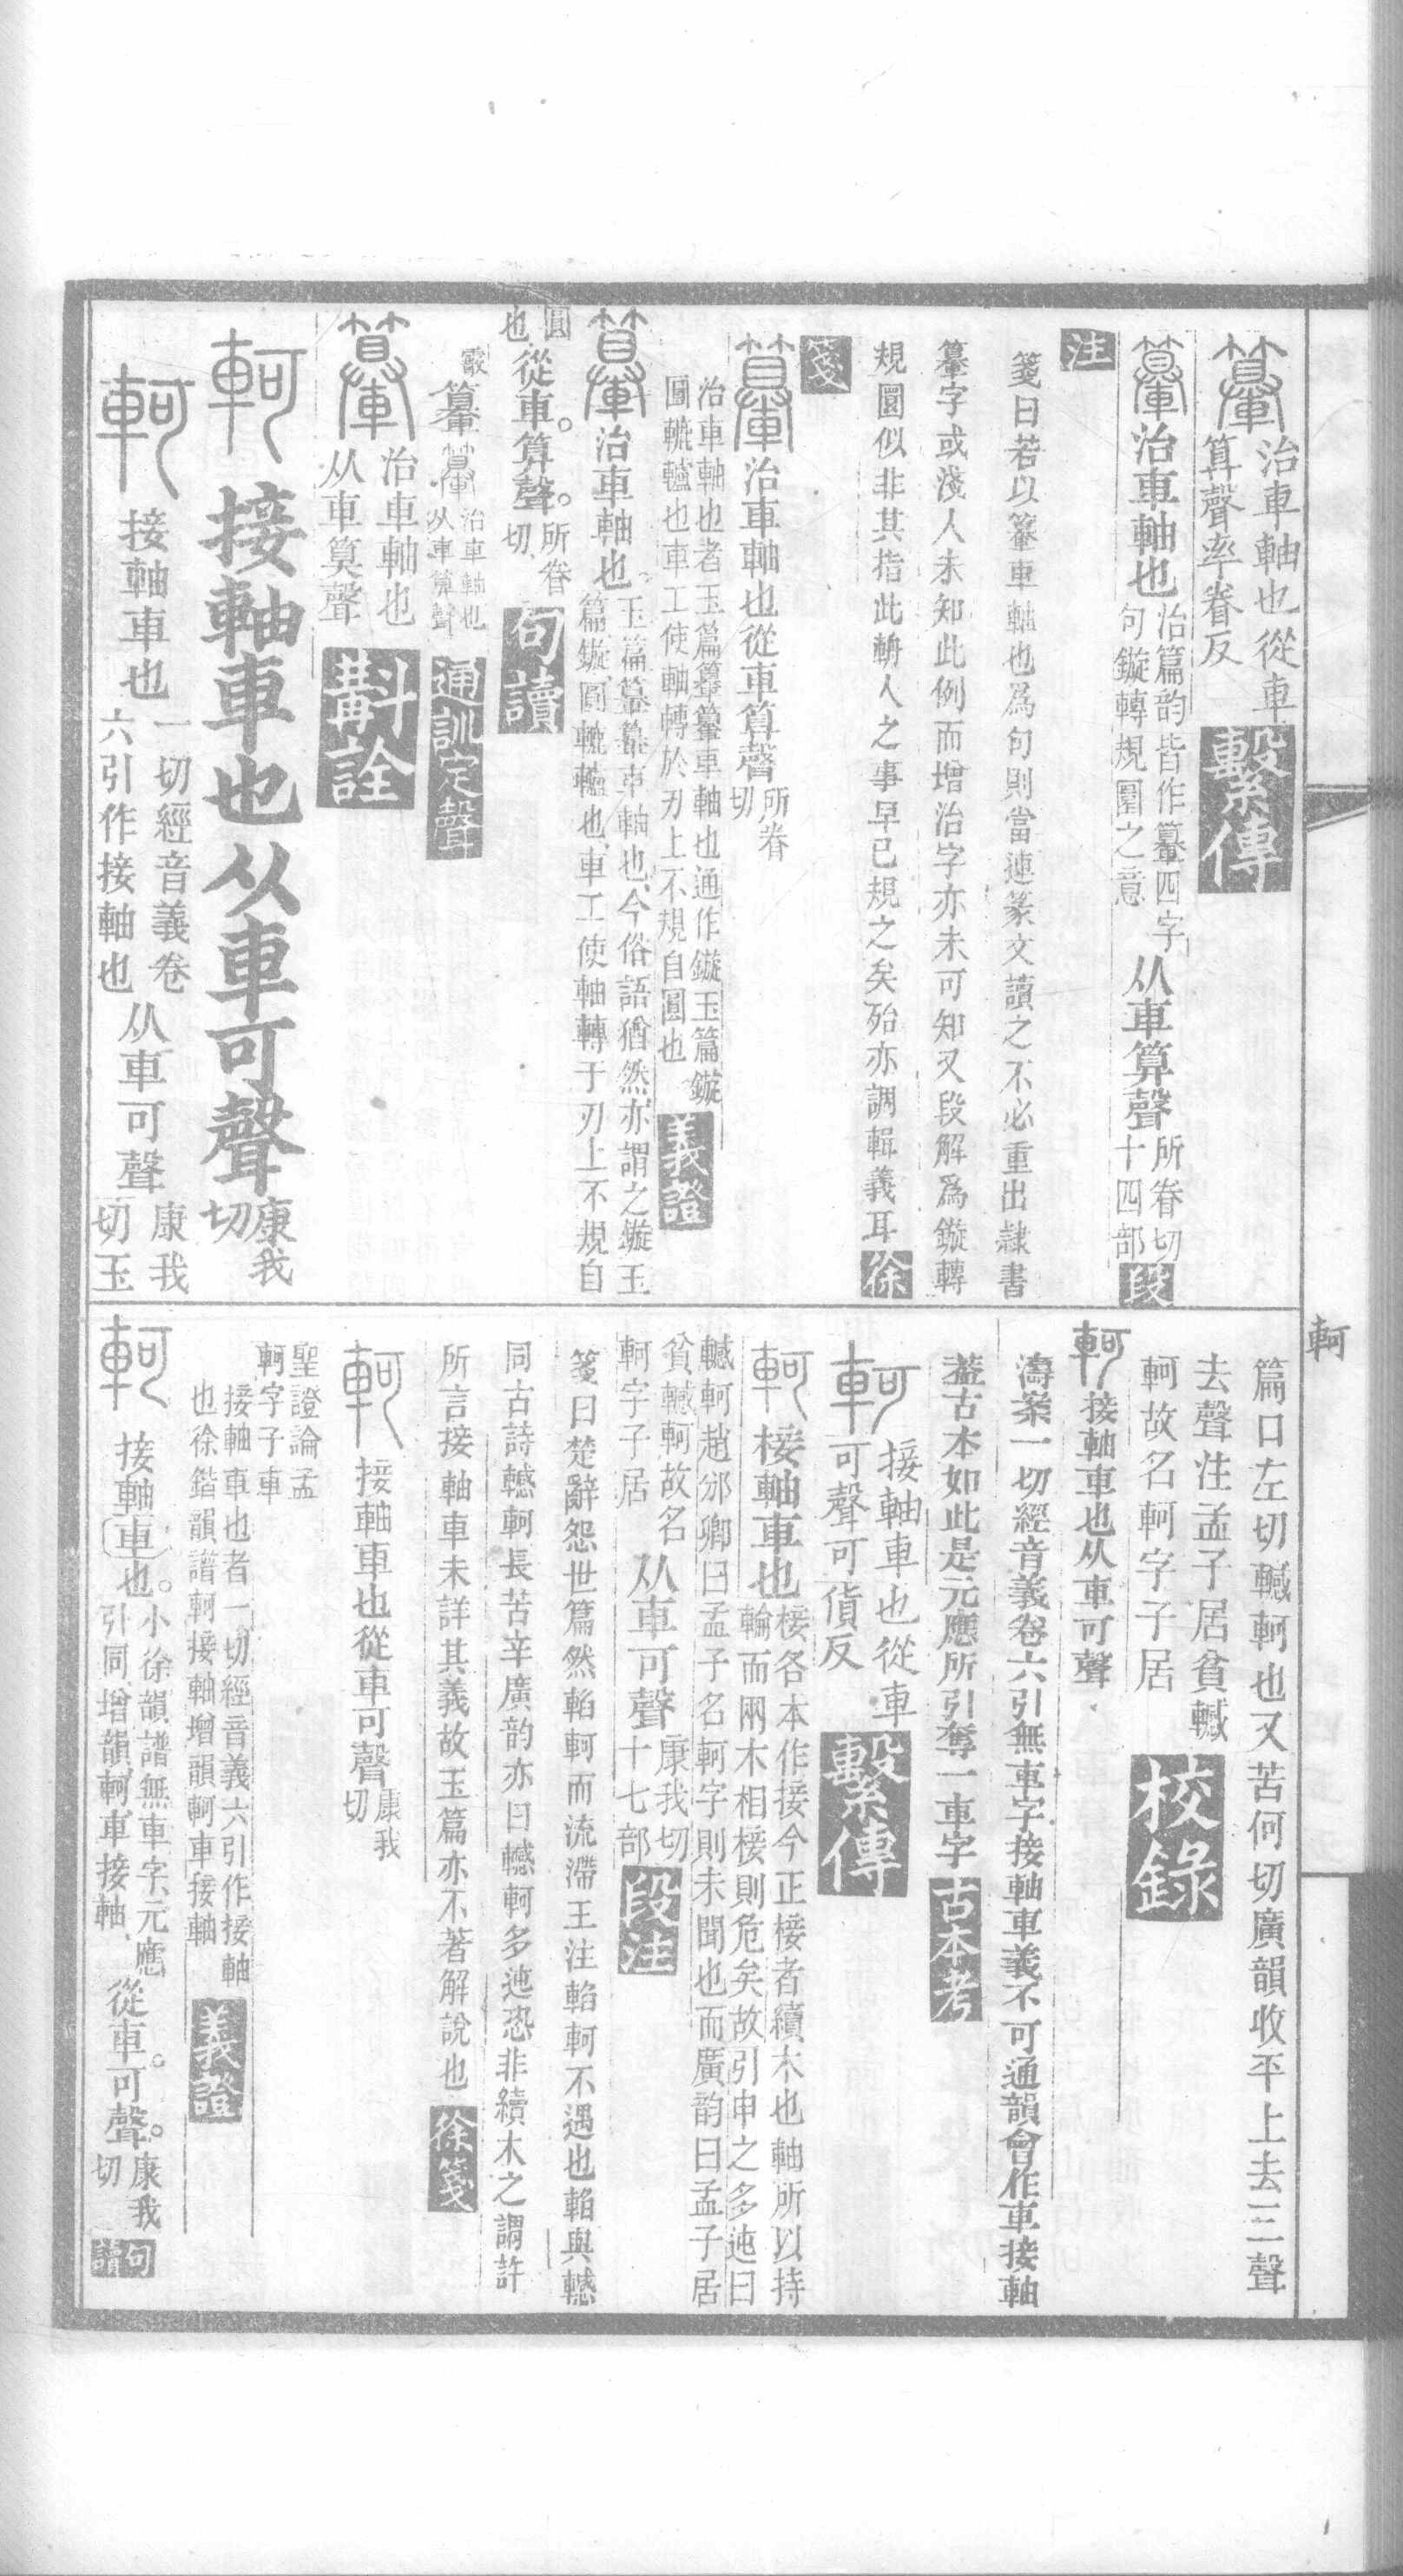 治車軸也從車
算聲率眷反
繫傳
治車軸也
治篇韵皆作䡽四字
句鏇轉規圍之意
从車算聲
所眷切
十四部
段
注
箋曰若以䡽車軸也爲句則當連篆文讀之不必重出隷書
䡽字或淺人未知此例而增治字亦未可知又段解爲鏇轉
規圜似非其指此輈人之事早已規之矣殆亦調輯義耳
徐
箋
治車軸也從車算聲
所眷
切
治車軸也者玉篇䡽䡽車軸也通作鏇玉篇鏇
圜轆轤也車工使軸轉於刃上不規自圓也
義證
治車軸也
玉篇䡽䡽車軸也今俗語猶然亦謂之鏇玉
篇鏇圓轆轤也車工使軸轉于刃上不規自
圓
也
從車。算聲。
所眷
切
句讀
治車軸也
从車算聲
通訓定聲
治車軸也
从車算聲
斠詮
軻
接軸車也从車可聲
康我
切
軻
接軸車也
一切經音義卷
六引作接軸也
从車可聲
康我
切玉
軻
篇口左切轗軻也又苦何切廣韻收平上去三聲
去聲注孟子居貧轗
軻故名軻字子居
校錄
軻
接軸車也从車可聲
濤案一切經音義卷六引無車字接軸車義不可通韻會作車接軸
葢古本如此是元應所引奪一車字
古本考
軻
接軸車也從車
可聲可貨反
繫傳
軻
椄軸車也
椄各本作接今正椄者續木也軸所以持
輪而兩木相椄則危矣故引申之多迍曰
轗軻趙邠卿曰孟子名軻字則未聞也而廣韵曰孟子居
貧轗軻故名
軻字子居
从車可聲
康我切
十七部
段注
箋曰楚辭怨世篇然輡軻而流滯王注輡軻不遇也輡與轗
同古詩轗軻長苦辛廣韵亦曰轗軻多迍恐非續木之謂許
所言接軸車未詳其義故玉篇亦不著解說也
徐箋
軻
接軸車也從車可聲
康我
切
聖證論孟
軻字子車
接軸車也者一切經音義六引作接軸
也徐鍇韻譜軻接軸增韻軻車接軸
義證
軻
接軸車也。
小徐韻譜無車字元應
引同增韻軻車接軸
從車。可聲。
康我
切
句
讀